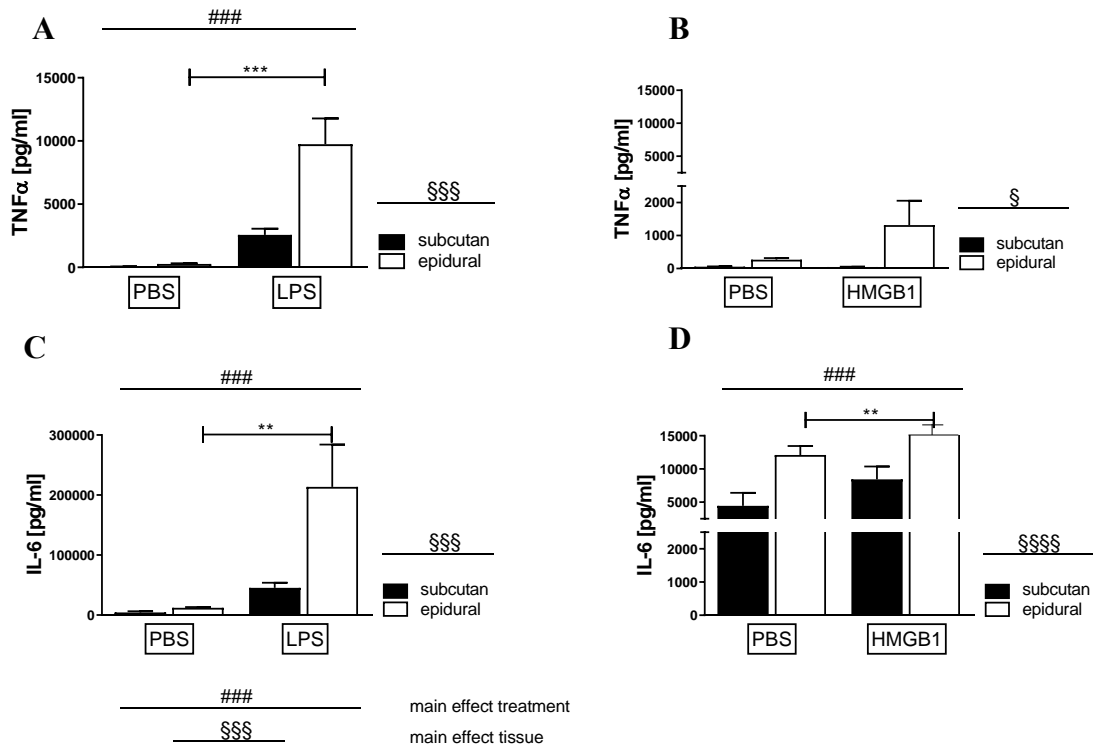 A
###
***
15000
10000
5000
0
TNFα [pg/ml]
PBS
LPS
§§§
subcutan
epidural
B
15000
10000
5000
2000
1000
0
TNFα [pg/ml]
PBS
HMGB1
§
subcutan
epidural
C
###
**
300000
200000
100000
0
IL-6 [pg/ml]
PBS
LPS
§§§
subcutan
epidural
D
###
**
15000
10000
5000
2000
1000
0
IL-6 [pg/ml]
PBS
HMGB1
§§§§
subcutan
epidural
### main effect treatment
§§§ main effect tissue